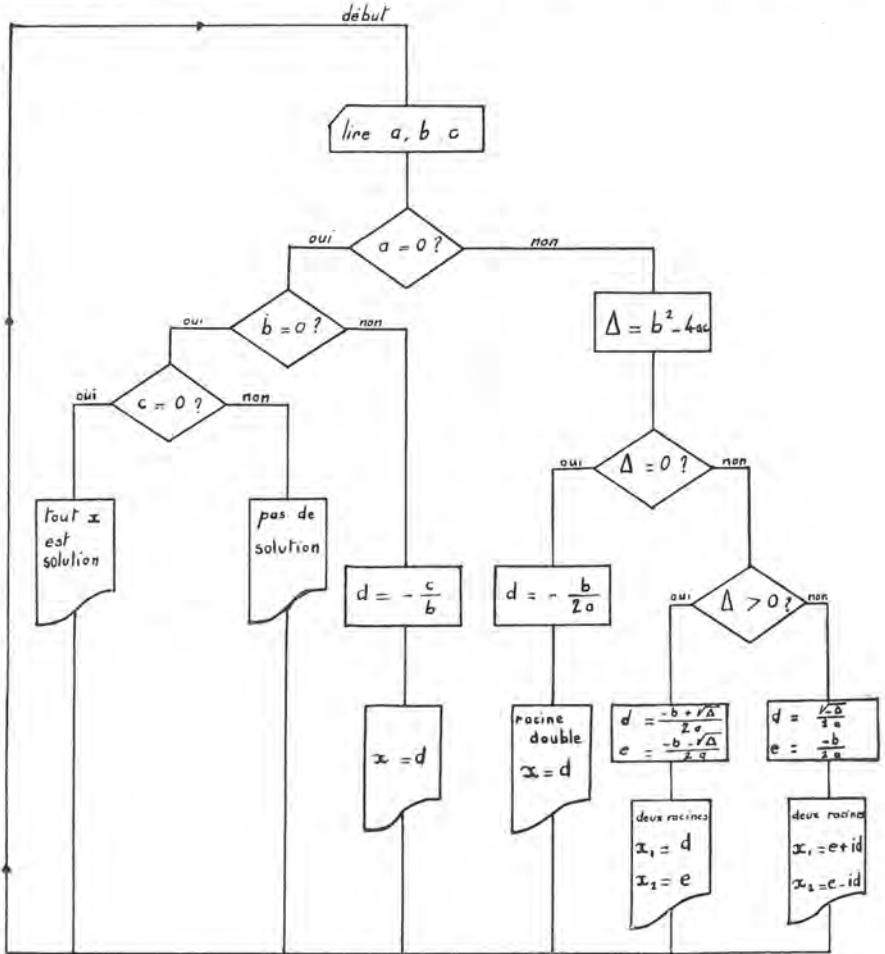 début
lire a, b c
a = 0 ?
oui
non
b = 0 ?
Δ = b² - 4ac
oui
non
c = 0 ?
oui
non
Δ = 0 ?
oui
non
tout x
est
solution
pas de
solution
d = - c/b
d = - b/2a
Δ > 0 ?
oui
non
x = d
racine
double
x = d
d = -b + √Δ / 2a
e = -b - √Δ / 2a
d = √-Δ / 2a
e = -b / 2a
deux racines
x₁ = d
x₂ = e
deux racines
x₁ = e + id
x₂ = e - id